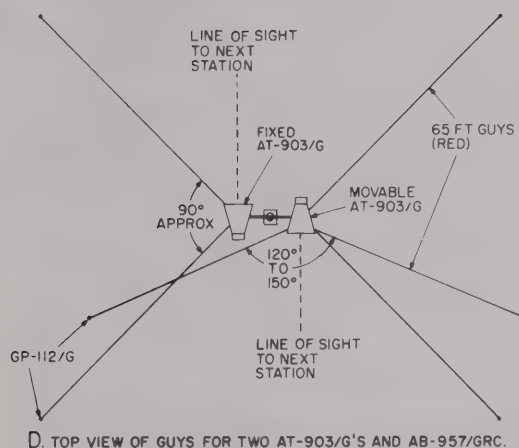 LINE OF SIGHT
TO NEXT
STATION
FIXED
AT-903/G
65 FT GUYS
(RED)
90°
APPROX
MOVABLE
AT-903/G
120°
TO
150°
GP-112/G
LINE OF SIGHT
TO NEXT
STATION
D. TOP VIEW OF GUYS FOR TWO AT-903/G'S AND AB-957/GRC.